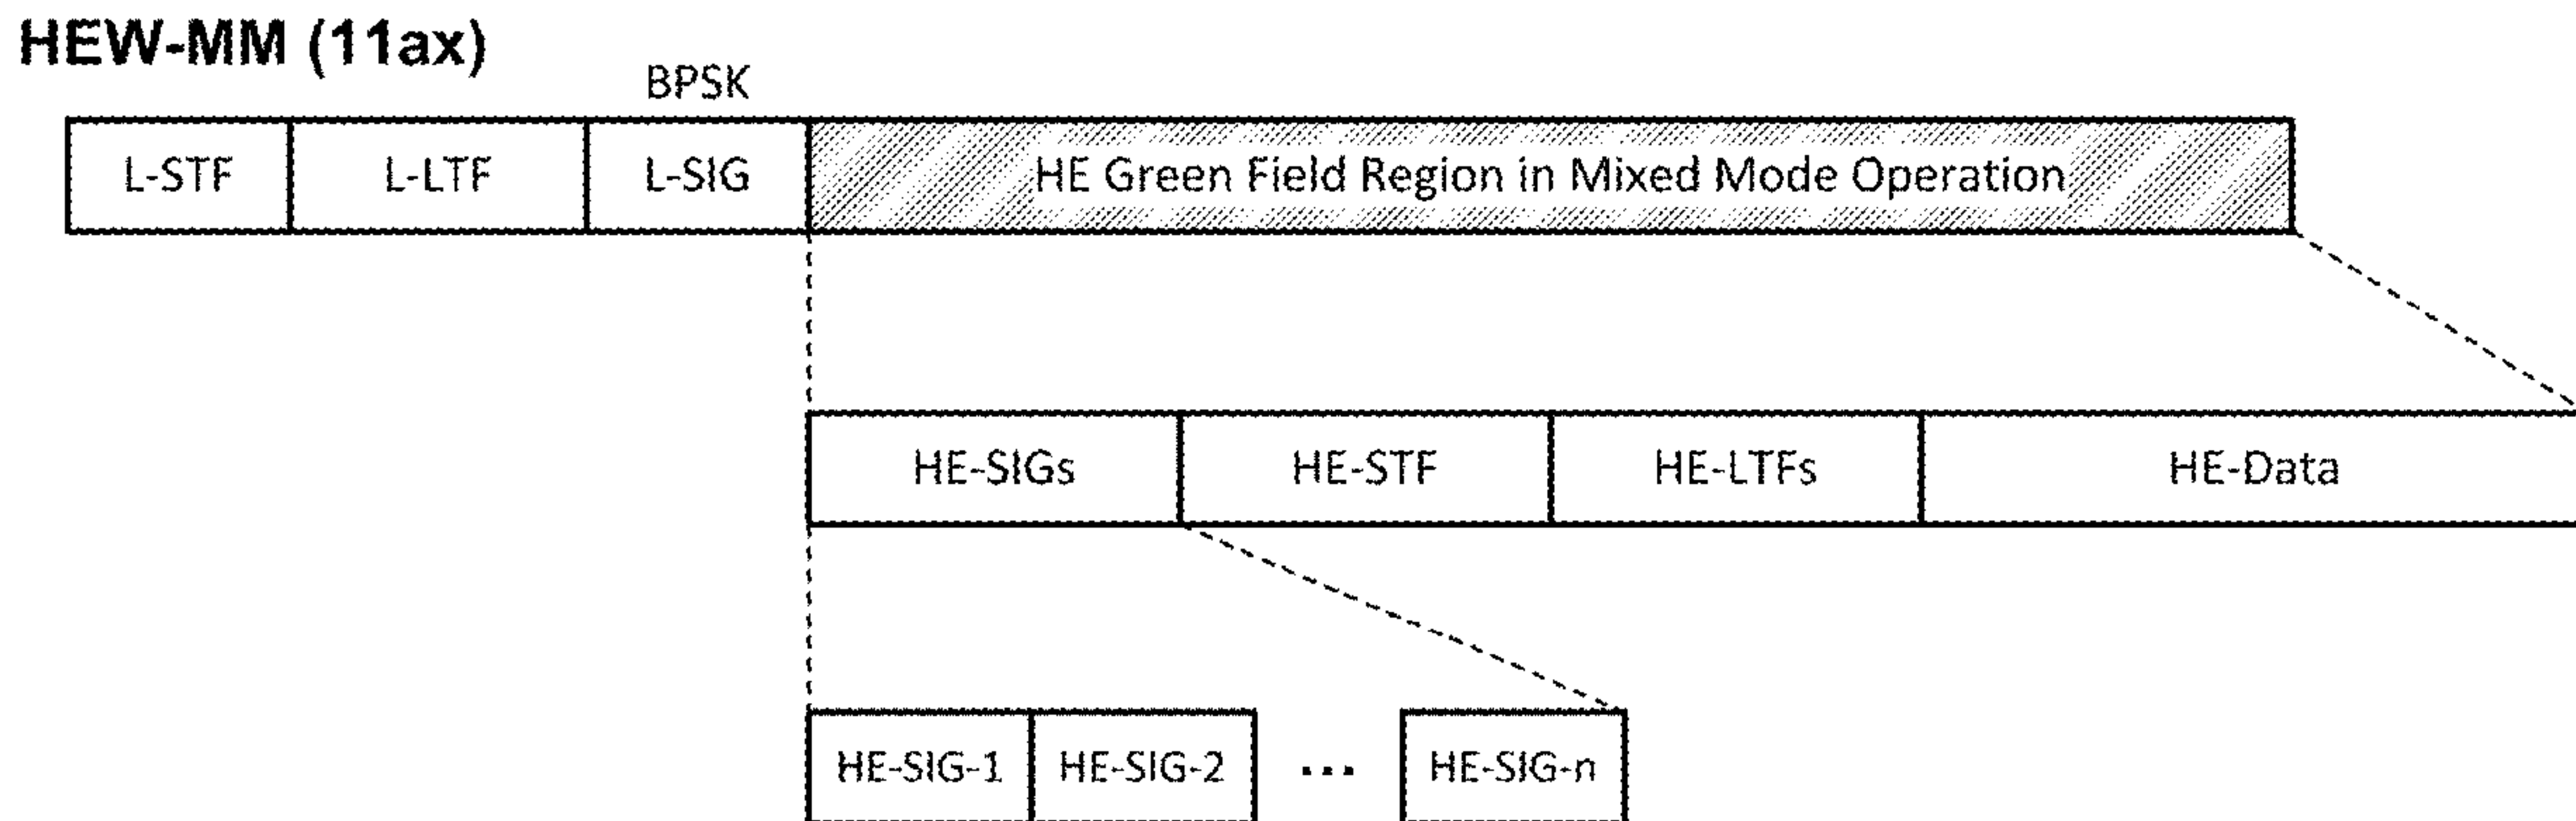 HEW-MM (11ax)
BPSK
L-STF L-LTF L-SIG HE Green Field Region in Mixed Mode Operation
HE-SIGs HE-STF HE-LTFs HE-Data
HE-SIG-1 HE-SIG-2 ... HE-SIG-n